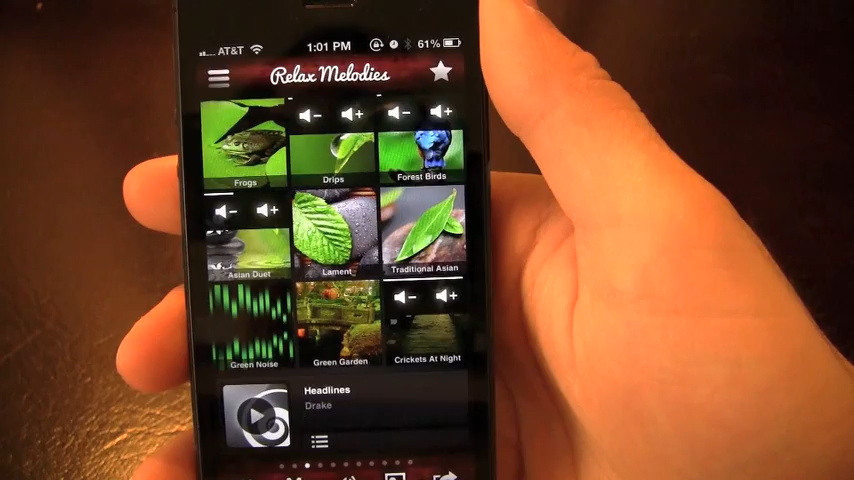 AT&T 1:01 PM 61%
Relax Melodies
Frogs Drips Forest Birds
Asian Duet Lament Traditional Asian
Green Noise Green Garden Crickets At Night
Headlines
Drake